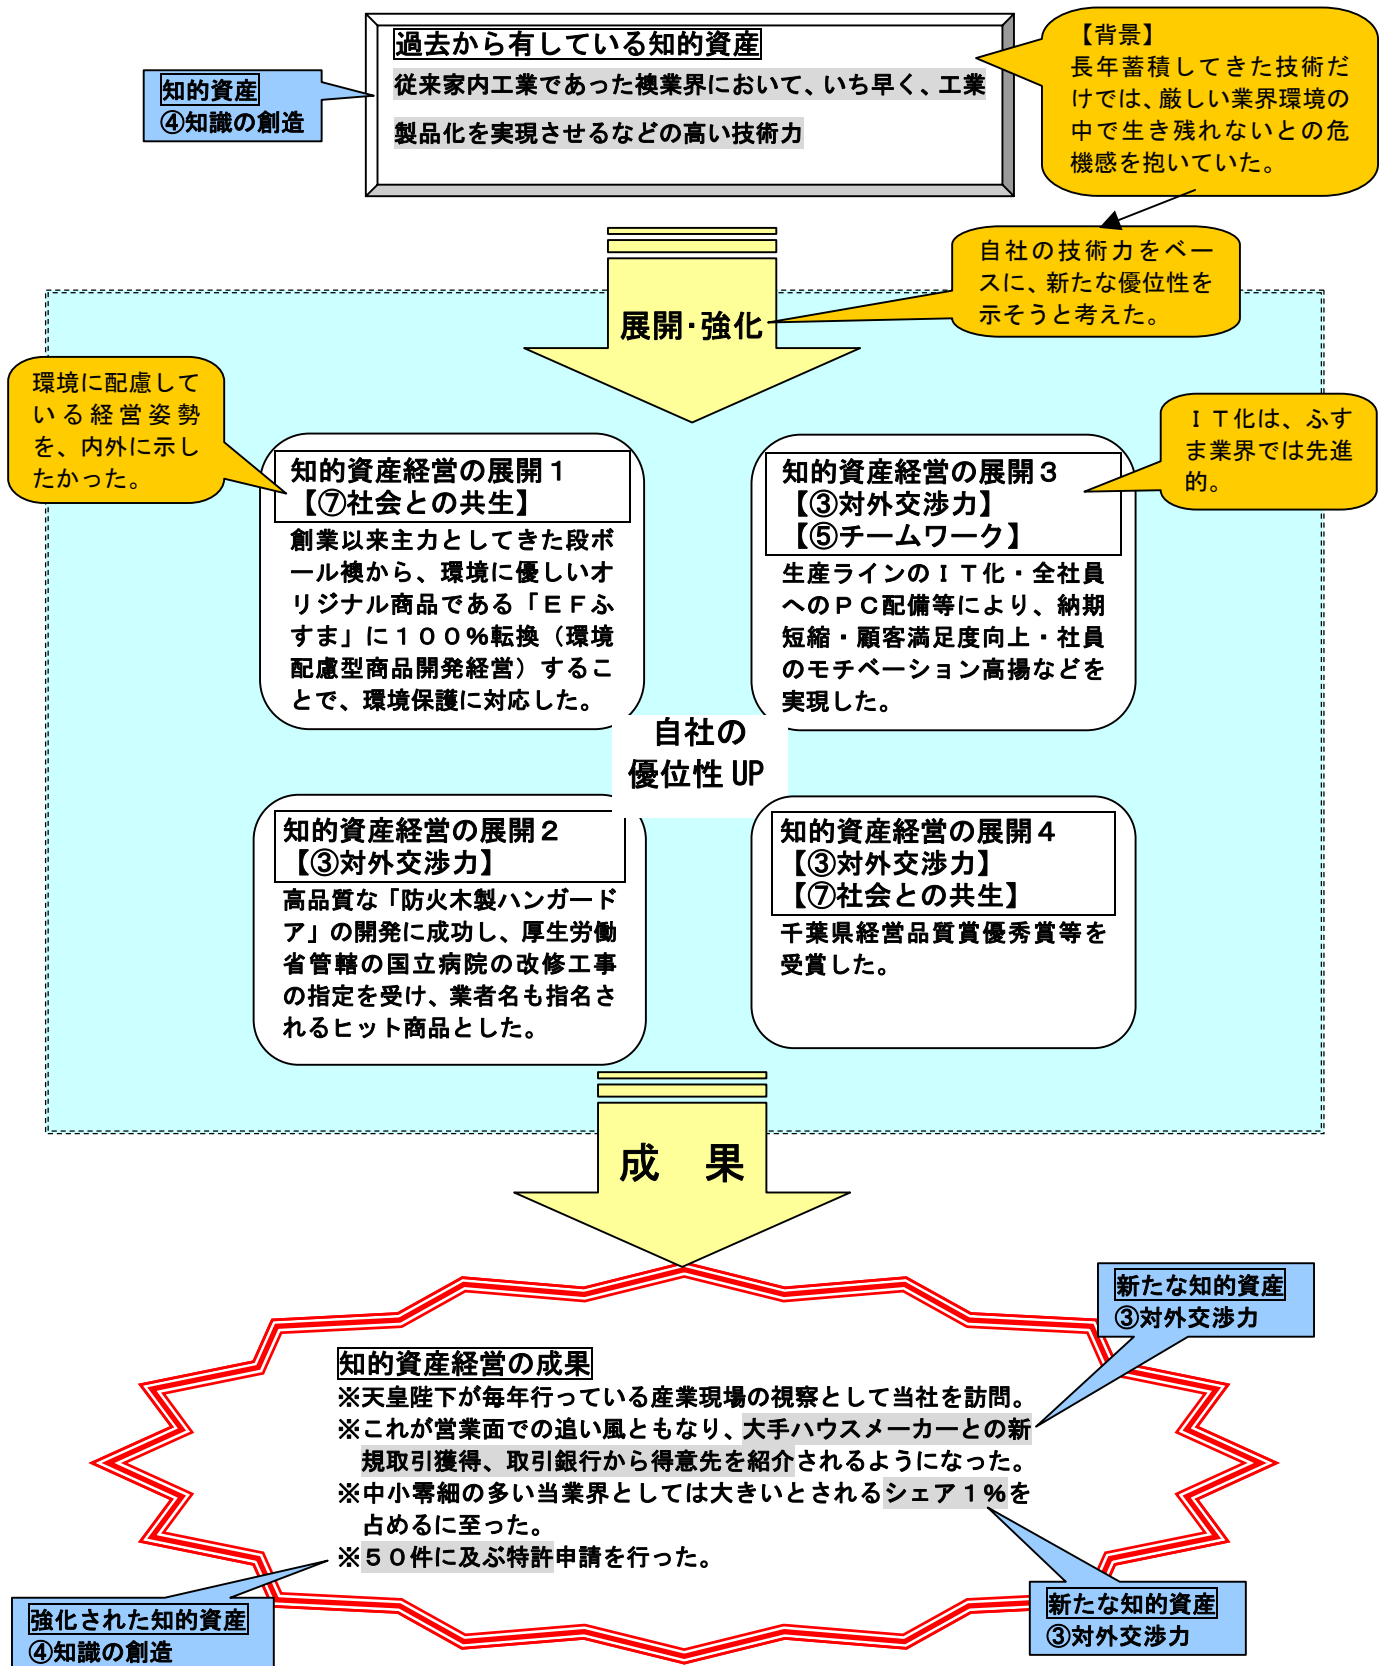 過去から有している知的資産
従来家内工業であった襖業界において、いち早く、工業
製品化を実現させるなどの高い技術力
知的資産
④知識の創造
【背景】
長年蓄積してきた技術だ
けでは、厳しい業界環境の
中で生き残れないとの危
機感を抱いていた。
自社の技術力をベー
スに、新たな優位性を
示そうと考えた。
展開・強化
環境に配慮して
いる経営姿勢
を、内外に示し
たかった。
知的資産経営の展開１
【⑦社会との共生】
創業以来主力としてきた段ボ
ール襖から、環境に優しいオ
リジナル商品である「ＥＦふ
すま」に１００％転換（環境
配慮型商品開発経営）するこ
とで、環境保護に対応した。
ＩＴ化は、ふす
ま業界では先進
的。
知的資産経営の展開３
【③対外交渉力】
【⑤チームワーク】
生産ラインのＩＴ化・全社員
へのＰＣ配備等により、納期
短縮・顧客満足度向上・社員
のモチベーション高揚などを
実現した。
自社の
優位性UP
知的資産経営の展開２
【③対外交渉力】
高品質な「防火木製ハンガード
ア」の開発に成功し、厚生労働
省管轄の国立病院の改修工事
の指定を受け、業者名も指名さ
れるヒット商品とした。
知的資産経営の展開４
【③対外交渉力】
【⑦社会との共生】
千葉県経営品質賞優秀賞等を
受賞した。
成　果
新たな知的資産
③対外交渉力
知的資産経営の成果
※天皇陛下が毎年行っている産業現場の視察として当社を訪問。
※これが営業面での追い風ともなり、大手ハウスメーカーとの新
規取引獲得、取引銀行から得意先を紹介されるようになった。
※中小零細の多い当業界としては大きいとされるシェア１％を
占めるに至った。
※５０件に及ぶ特許申請を行った。
強化された知的資産
④知識の創造
新たな知的資産
③対外交渉力